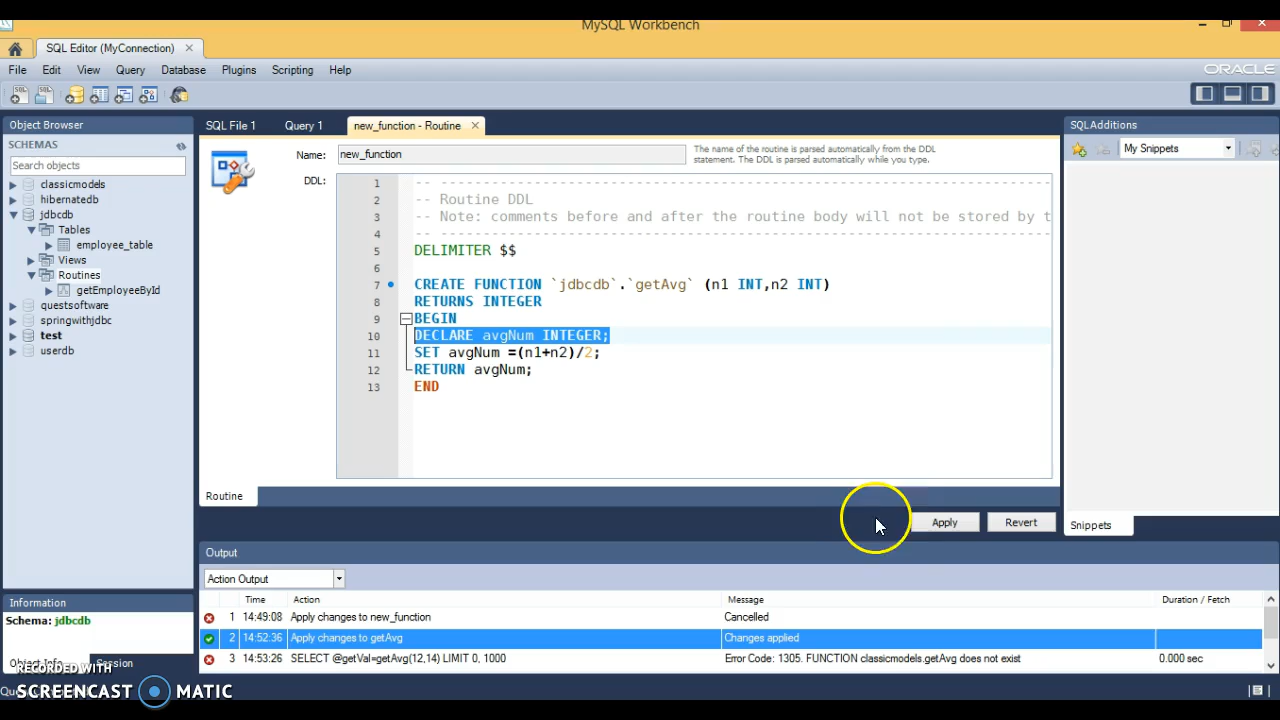 MySQL Workbench
SQL Editor (MyConnection)
File Edit View Query Database Plugins Scripting Help
ORACLE
Object Browser
SCHEMAS
Search objects
classicmodels
hibernatedb
jdbcdb
Tables
employee_table
Views
Routines
getEmployeeById
questsoftware
springwithjdbc
test
userdb
Information
Schema: jdbcdb
Session
SQL File 1 Query 1 new_function - Routine
Name: new_function
The name of the routine is parsed automatically from the DDL
statement. The DDL is parsed automatically while you type.
DDL:
1 -- ----------------------------------------
2 -- Routine DDL
3 -- Note: comments before and after the routine body will not be stored by t
4 -- ----------------------------------------
5 DELIMITER $$
6
7 CREATE FUNCTION `jdbcdb`.`getAvg` (n1 INT,n2 INT)
8 RETURNS INTEGER
9 BEGIN
10 DECLARE avgNum INTEGER;
11 SET avgNum =(n1+n2)/2;
12 RETURN avgNum;
13 END
Routine
Apply Revert
SQLAdditions
My Snippets
Snippets
Output
Action Output
Time Action Message Duration / Fetch
1 14:49:08 Apply changes to new_function Cancelled
2 14:52:36 Apply changes to getAvg Changes applied
3 14:53:26 SELECT @getVal=getAvg(12,14) LIMIT 0, 1000 Error Code: 1305. FUNCTION classicmodels.getAvg does not exist 0.000 sec
RECORDED WITH
SCREENCAST MATIC